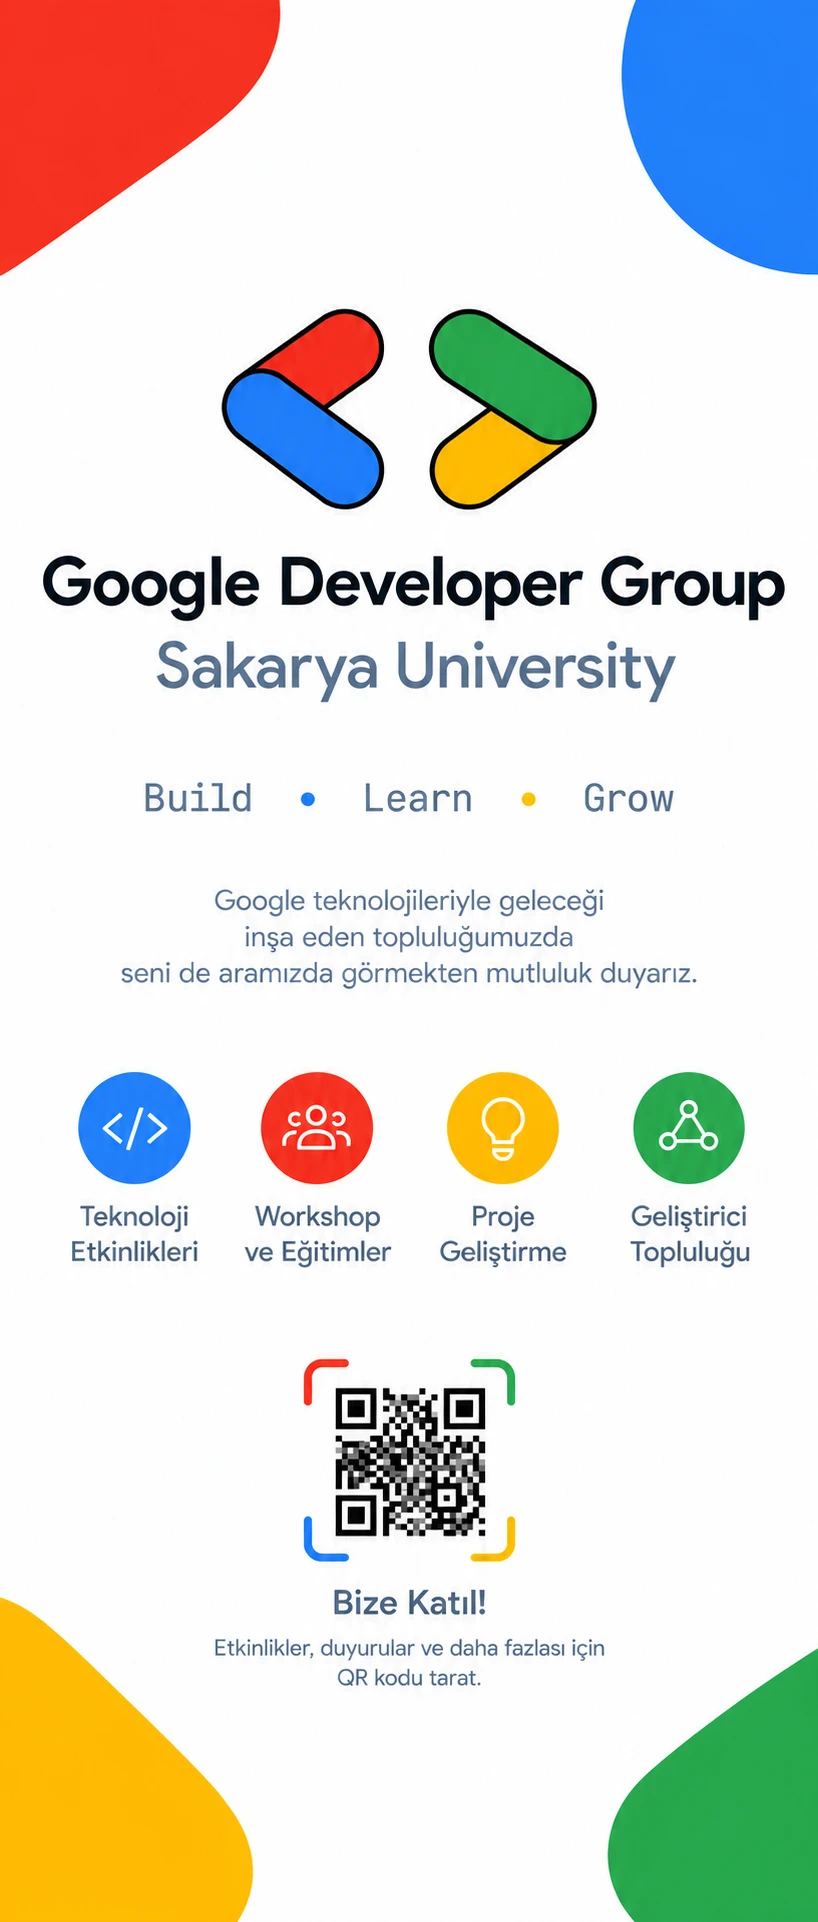 Google Developer Group
Sakarya University
Build • Learn • Grow
Google teknolojileriyle geleceği
inşa eden topluluğumuzda
seni de aramızda görmekten mutluluk duyarız.
Teknoloji
Etkinlikleri
Workshop
ve Eğitimler
Proje
Geliştirme
Geliştirici
Topluluğu
Bize Katıl!
Etkinlikler, duyurular ve daha fazlası için
QR kodu tarat.